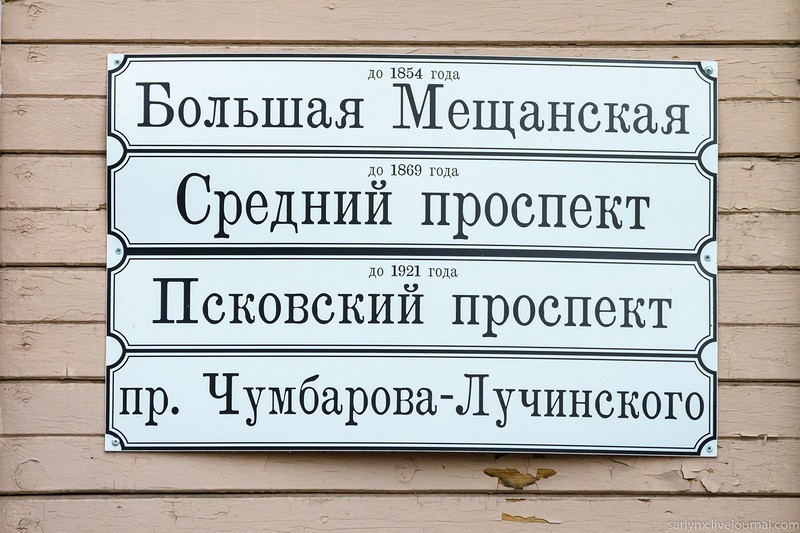 до 1854 года
Большая Мещанская
до 1869 года
Средний проспект
до 1921 года
Псковский проспект
пр. Чумбарова-Лучинского
sarlynx.livejournal.com